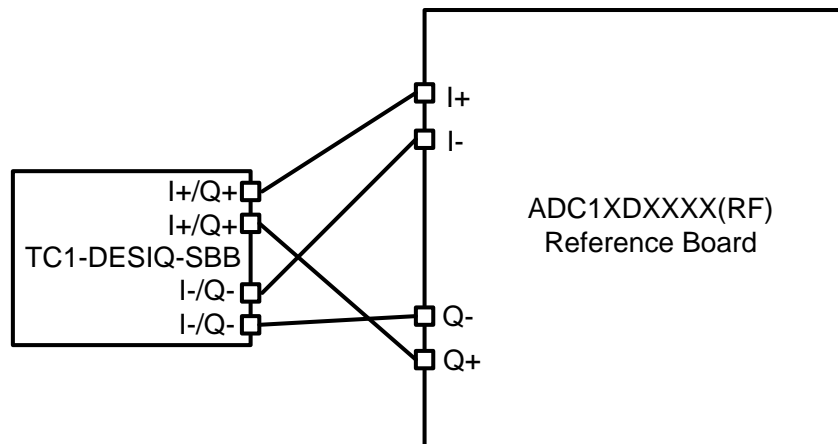 I+/Q+
I+/Q+
TC1-DESIQ-SBB
I-/Q-
I-/Q-
I+
I-
Q-
Q+
ADC1XDXXXX(RF)
Reference Board